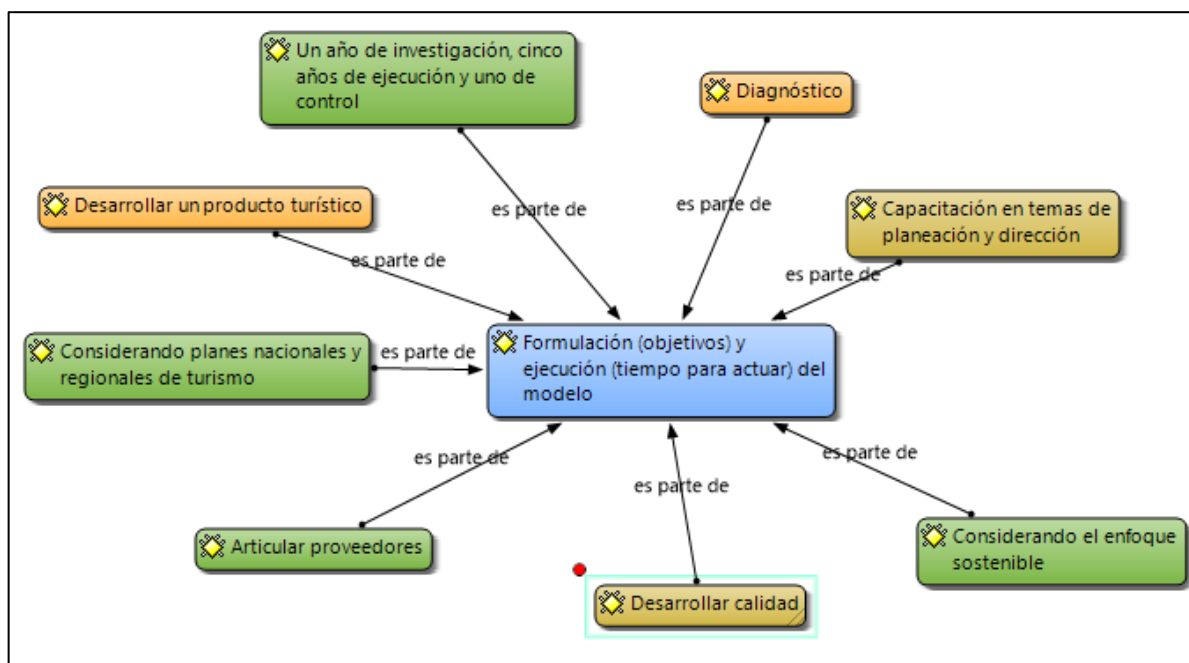 Un año de investigación, cinco
años de ejecución y uno de
control
Diagnóstico
Desarrollar un producto turístico
Capacitación en temas de
planeación y dirección
es parte de
es parte de
es parte de
es parte de
Considerando planes nacionales y
regionales de turismo
es parte de
Formulación (objetivos) y
ejecución (tiempo para actuar) del
modelo
es parte de
es parte de
es parte de
Articular proveedores
Considerando el enfoque
sostenible
Desarrollar calidad